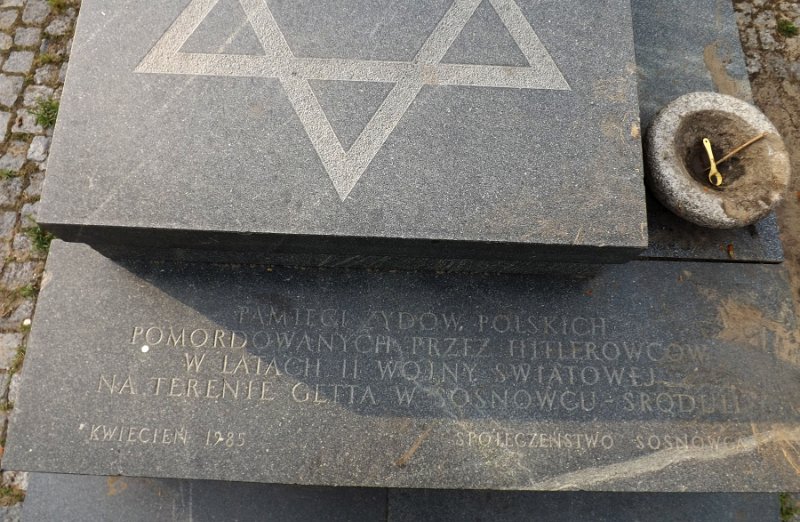 PAMIĘCI ŻYDÓW POLSKICH
POMORDOWANYCH PRZEZ HITLEROWCÓW
W LATACH II WOJNY ŚWIATOWEJ
NA TERENIE GETTA W SOSNOWCU - ŚRODULI
KWIECIEŃ 1985
SPOŁECZEŃSTWO SOSNOWCA